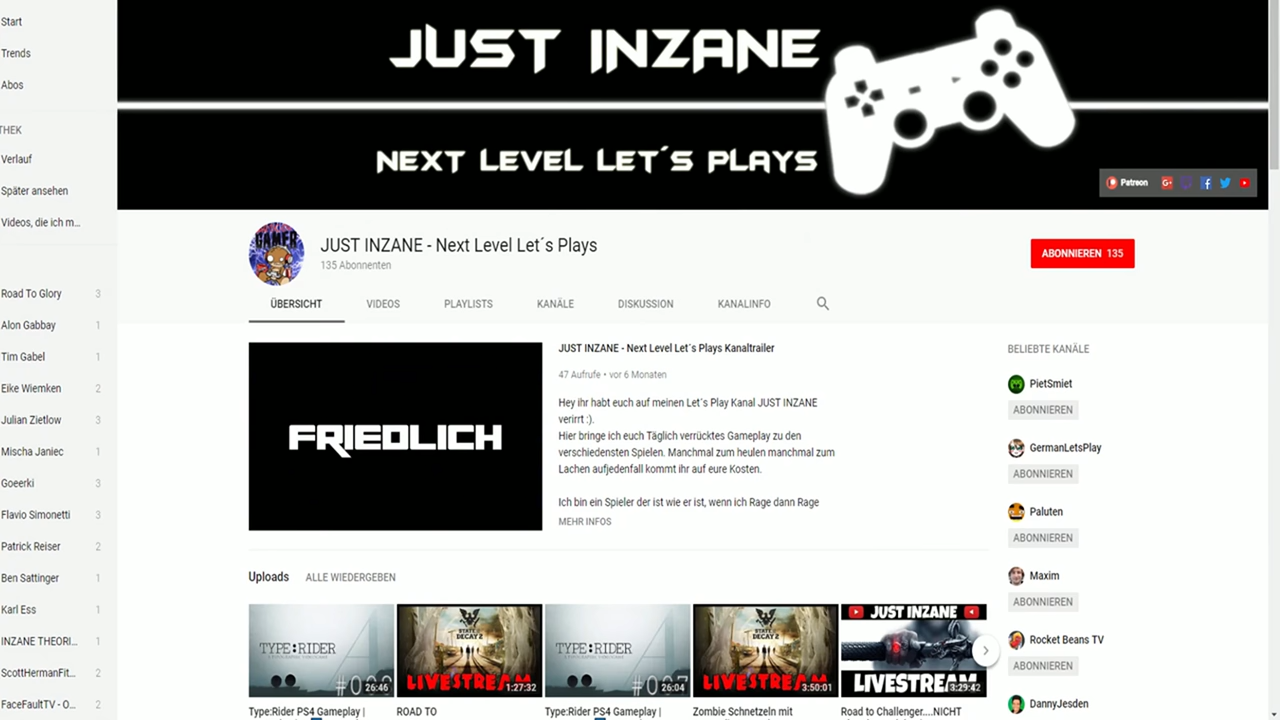 JUST INZANE
NEXT LEVEL LET´S PLAYS
Patreon
Start
Trends
Abos
THEK
Verlauf
Später ansehen
Videos, die ich m...
Road To Glory 3
Alon Gabbay 1
Tim Gabel 1
Eike Wiemken 2
Julian Zietlow 3
Mischa Janiec 1
Goeerki 3
Flavio Simonetti 3
Patrick Reiser 2
Ben Sattinger 1
Karl Ess 1
INZANE THEORI... 1
ScottHermanFit... 2
FaceFaultTV - O... 2
GAMER
JUST INZANE - Next Level Let´s Plays
135 Abonnenten
ABONNIEREN 135
ÜBERSICHT
VIDEOS
PLAYLISTS
KANÄLE
DISKUSSION
KANALINFO
FRIEDLICH
JUST INZANE - Next Level Let´s Plays Kanaltrailer
47 Aufrufe • vor 6 Monaten
Hey ihr habt euch auf meinen Let´s Play Kanal JUST INZANE
verirrt :).
Hier bringe ich euch Täglich verrücktes Gameplay zu den
verschiedensten Spielen. Manchmal zum heulen manchmal zum
Lachen aufjedenfall kommt ihr auf eure Kosten.
Ich bin ein Spieler der ist wie er ist, wenn ich Rage dann Rage
MEHR INFOS
BELIEBTE KANÄLE
PietSmiet
ABONNIEREN
GermanLetsPlay
ABONNIEREN
Paluten
ABONNIEREN
Maxim
ABONNIEREN
Rocket Beans TV
ABONNIEREN
DannyJesden
Uploads ALLE WIEDERGEBEN
TYPE:RIDER
26:46
Type:Rider PS4 Gameplay |
STATE OF DECAY 2
LIVESTREAM
1:27:32
ROAD TO
TYPE:RIDER
26:04
Type:Rider PS4 Gameplay |
STATE OF DECAY 2
LIVESTREAM
3:50:01
Zombie Schnetzeln mit
JUST INZANE
LIVESTREAM
3:29:42
Road to Challenger....NICHT